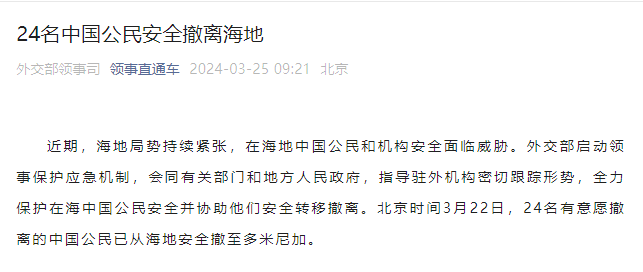 24名中国公民安全撤离海地
外交部领事司 领事直通车 2024-03-25 09:21 北京
近期，海地局势持续紧张，在海地中国公民和机构安全面临威胁。外交部启动领
事保护应急机制，会同有关部门和地方人民政府，指导驻外机构密切跟踪形势，全力
保护在海中国公民安全并协助他们安全转移撤离。北京时间3月22日，24名有意愿撤
离的中国公民已从海地安全撤至多米尼加。